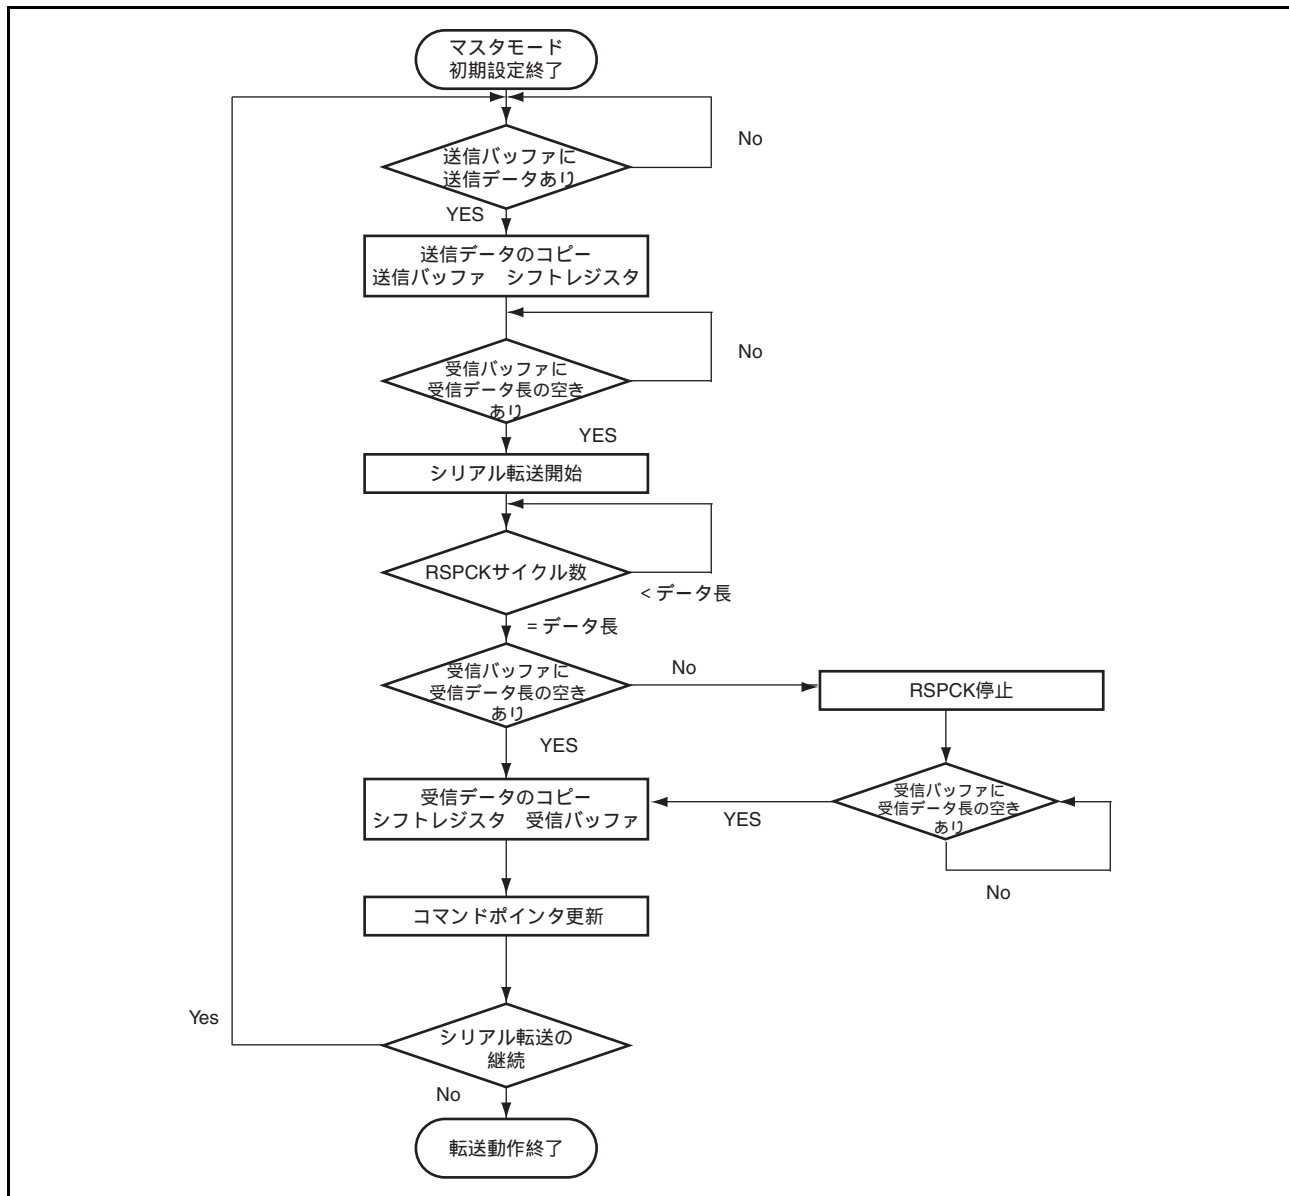 マスタモード
初期設定終了
No
送信バッファに
送信データあり
YES
送信データのコピー
送信バッファ　シフトレジスタ
No
受信バッファに
受信データ長の空き
あり
YES
シリアル転送開始
RSPCKサイクル数
< データ長
= データ長
受信バッファに
受信データ長の空き
あり
No
RSPCK停止
YES
受信データのコピー
シフトレジスタ　受信バッファ
YES
受信バッファに
受信データ長の空き
あり
No
コマンドポインタ更新
Yes
シリアル転送の
継続
No
転送動作終了